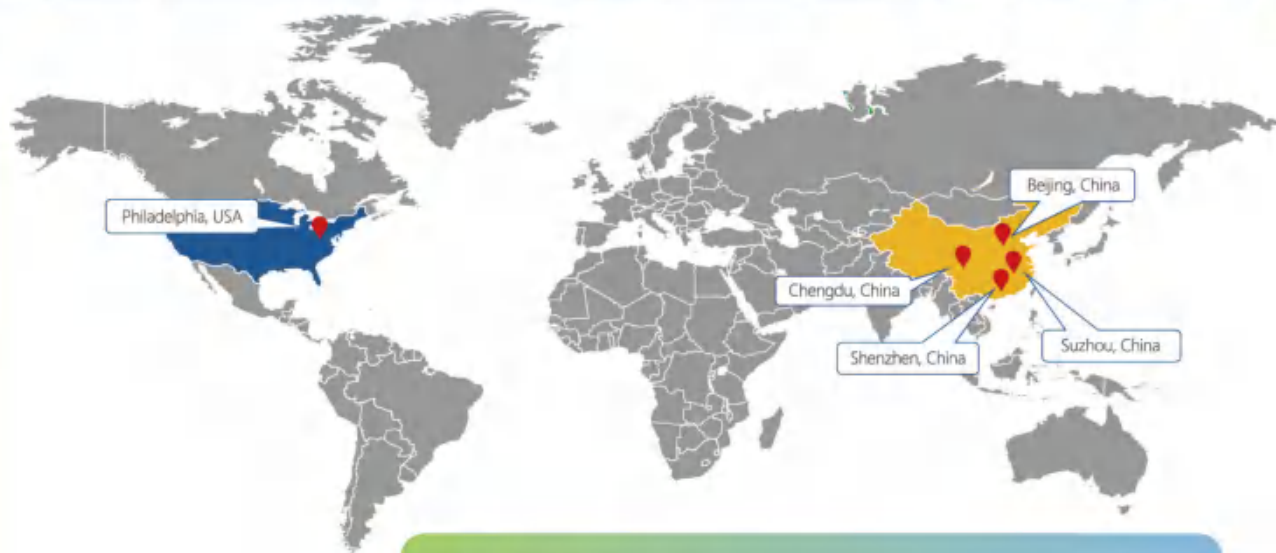 Beijing, China
Philadelphia, USA
Chengdu, China
Shenzhen, China
Suzhou, China